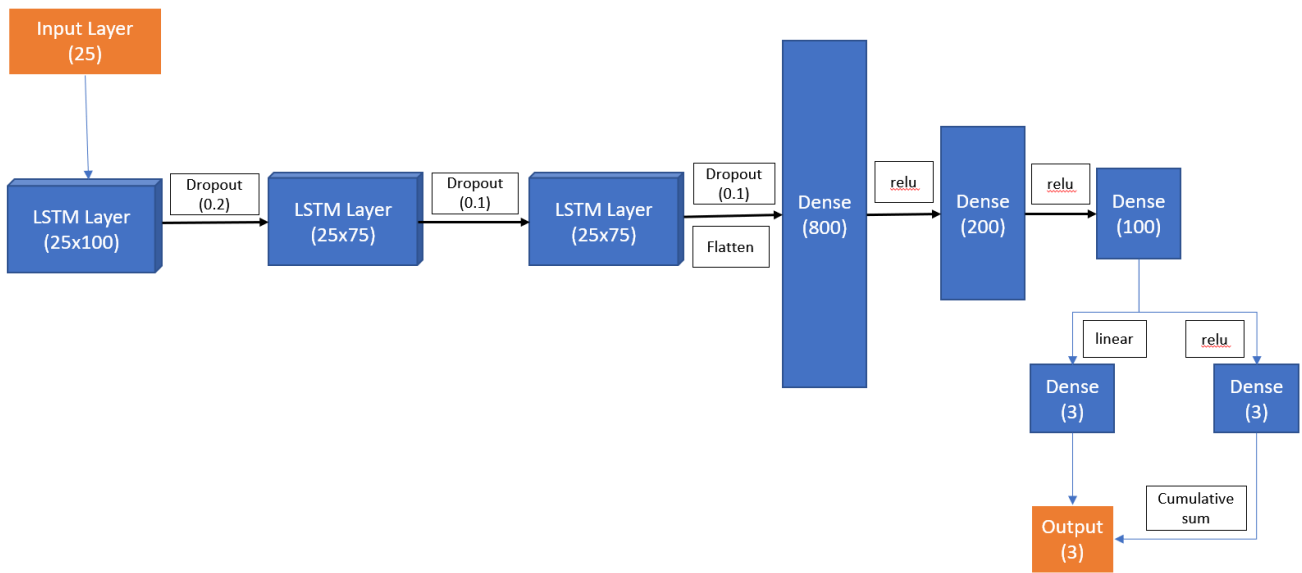 Input Layer
(25)
LSTM Layer
(25x100)
Dropout
(0.2)
LSTM Layer
(25x75)
Dropout
(0.1)
LSTM Layer
(25x75)
Dropout
(0.1)
Flatten
Dense
(800)
relu
Dense
(200)
relu
Dense
(100)
linear
relu
Dense
(3)
Dense
(3)
Cumulative
sum
Output
(3)